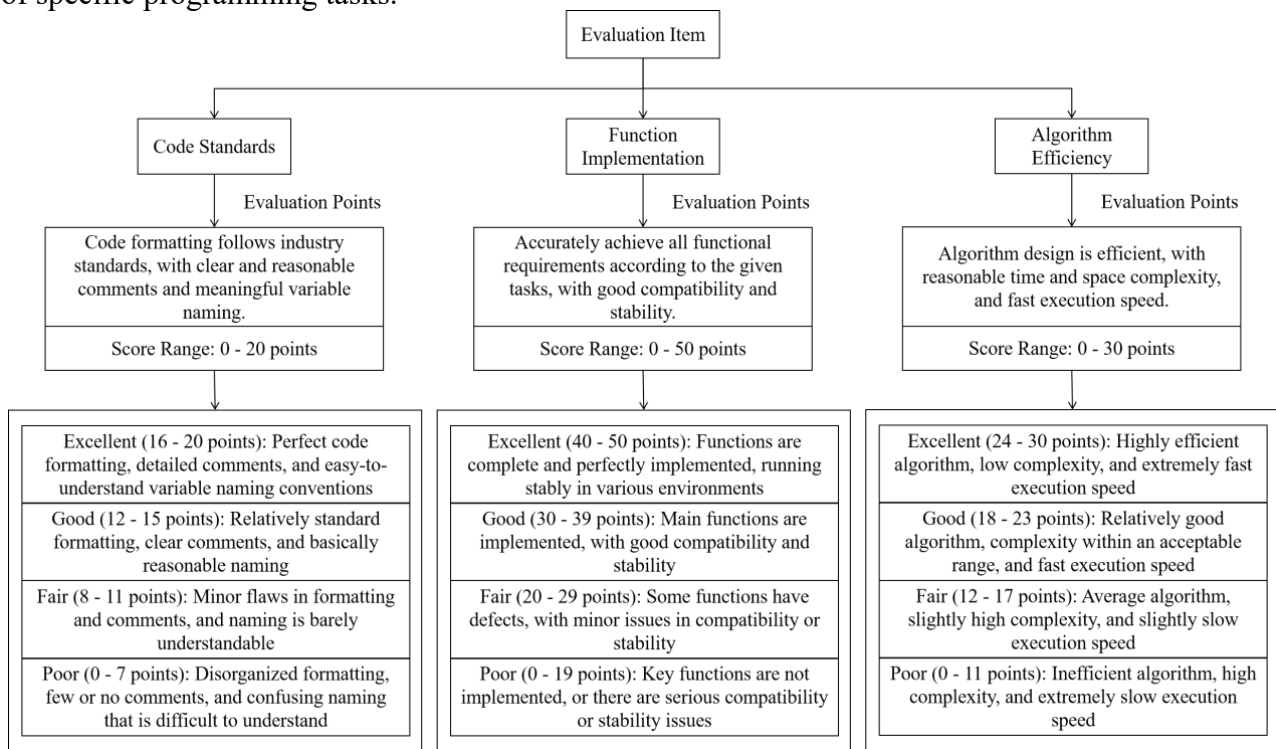 of specific programming tasks.
Evaluation Item
Code Standards
Function
Implementation
Algorithm
Efficiency
Evaluation Points
Evaluation Points
Evaluation Points
Code formatting follows industry
standards, with clear and reasonable
comments and meaningful variable
naming.
Score Range: 0 - 20 points
Accurately achieve all functional
requirements according to the given
tasks, with good compatibility and
stability.
Score Range: 0 - 50 points
Algorithm design is efficient, with
reasonable time and space complexity,
and fast execution speed.
Score Range: 0 - 30 points
Excellent (16 - 20 points): Perfect code
formatting, detailed comments, and easy-to-
understand variable naming conventions
Good (12 - 15 points): Relatively standard
formatting, clear comments, and basically
reasonable naming
Fair (8 - 11 points): Minor flaws in formatting
and comments, and naming is barely
understandable
Poor (0 - 7 points): Disorganized formatting,
few or no comments, and confusing naming
that is difficult to understand
Excellent (40 - 50 points): Functions are
complete and perfectly implemented, running
stably in various environments
Good (30 - 39 points): Main functions are
implemented, with good compatibility and
stability
Fair (20 - 29 points): Some functions have
defects, with minor issues in compatibility or
stability
Poor (0 - 19 points): Key functions are not
implemented, or there are serious compatibility
or stability issues
Excellent (24 - 30 points): Highly efficient
algorithm, low complexity, and extremely fast
execution speed
Good (18 - 23 points): Relatively good
algorithm, complexity within an acceptable
range, and fast execution speed
Fair (12 - 17 points): Average algorithm,
slightly high complexity, and slightly slow
execution speed
Poor (0 - 11 points): Inefficient algorithm, high
complexity, and extremely slow execution
speed